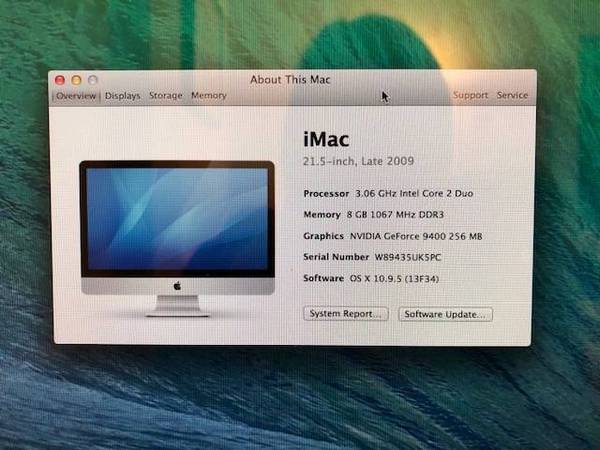 About This Mac
Overview Displays Storage Memory Support Service
iMac
21.5-inch, Late 2009
Processor 3.06 GHz Intel Core 2 Duo
Memory 8 GB 1067 MHz DDR3
Graphics NVIDIA GeForce 9400 256 MB
Serial Number W89435UK5PC
Software OS X 10.9.5 (13F34)
System Report... Software Update...